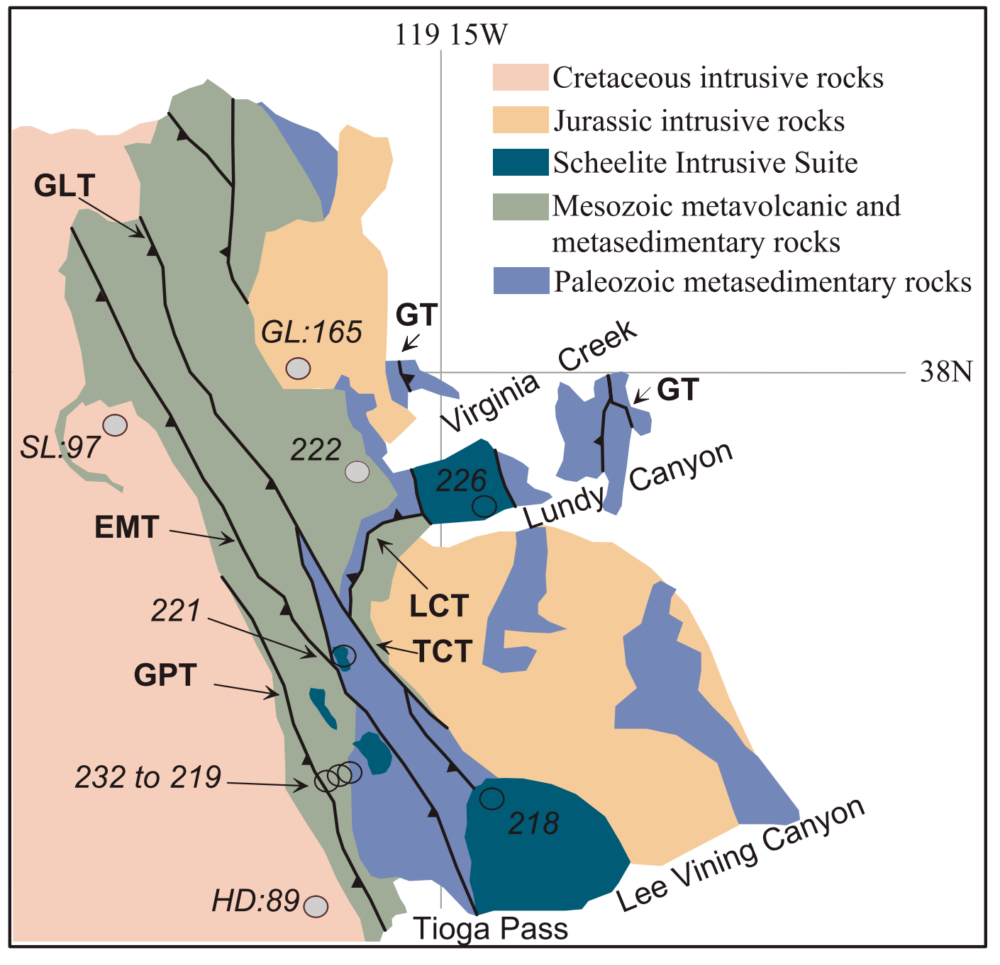 119 15W
Cretaceous intrusive rocks
Jurassic intrusive rocks
Scheelite Intrusive Suite
Mesozoic metavolcanic and
metasedimentary rocks
Paleozoic metasedimentary rocks
GLT
GT
GL:165
Virginia Creek
38N
GT
SL:97
222
226
Lundy Canyon
EMT
LCT
221
TCT
GPT
232 to 219
218
Lee Vining Canyon
HD:89
Tioga Pass